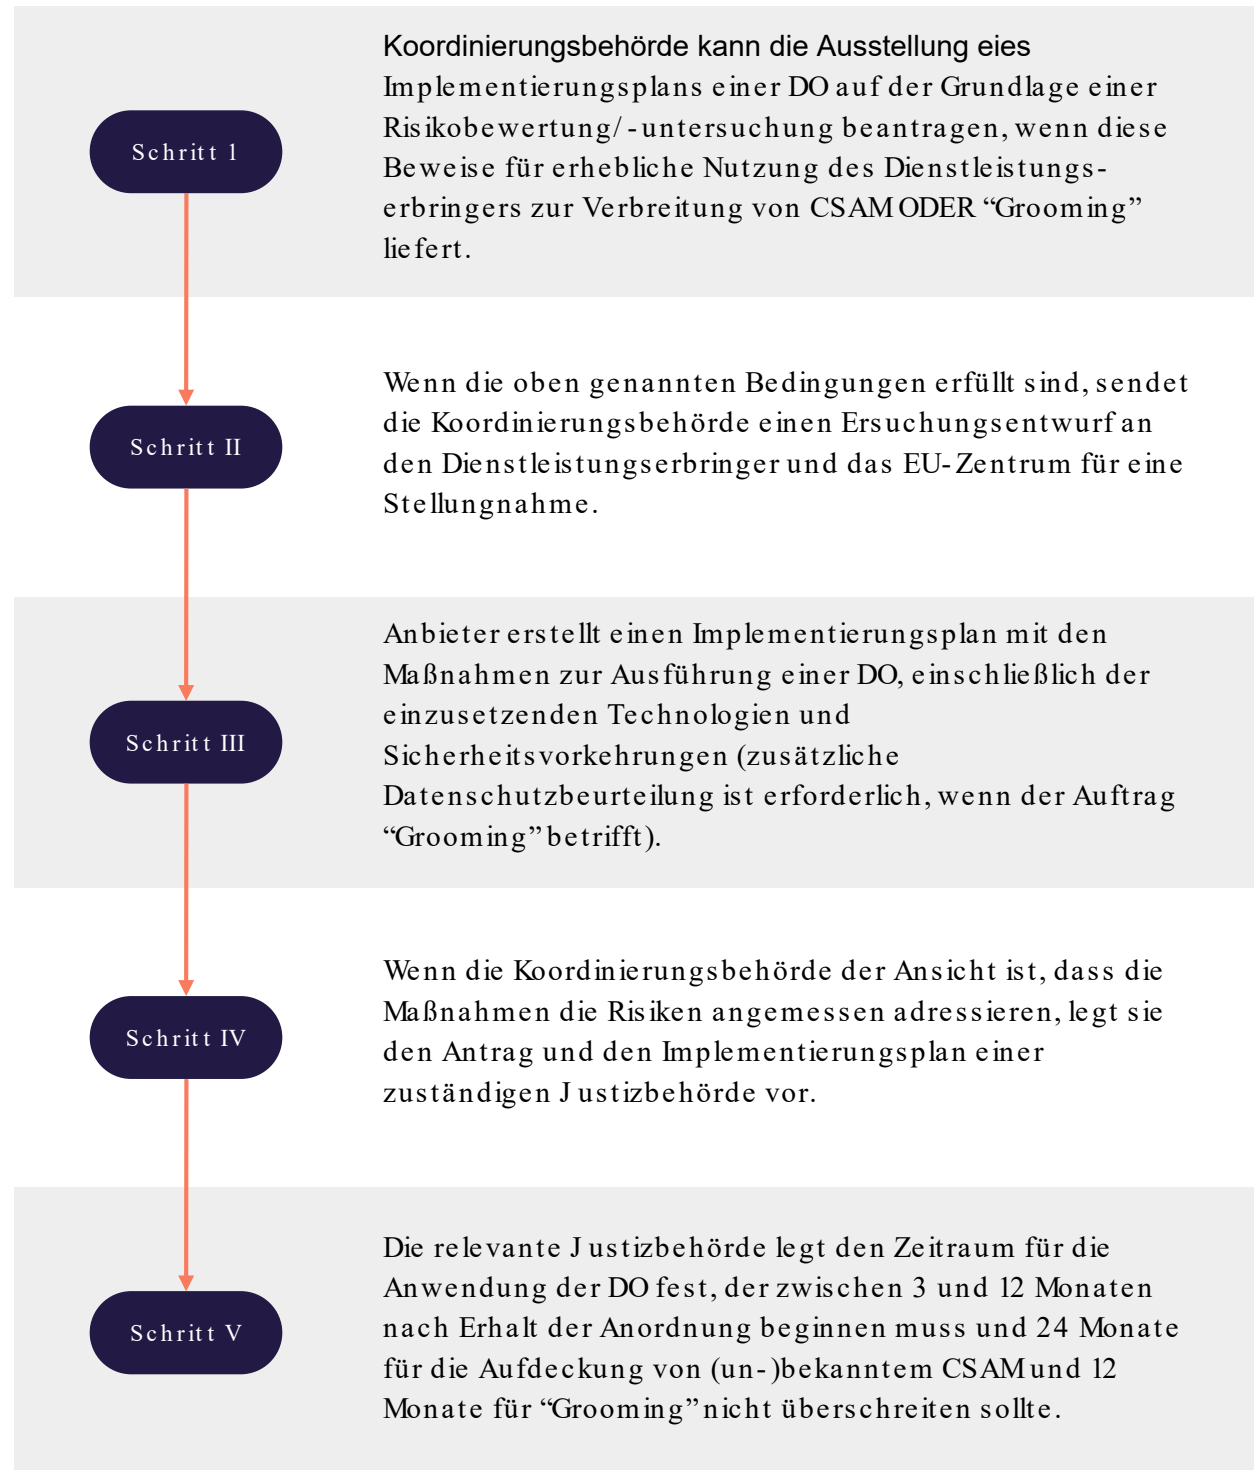 Koordinierungsbehörde kann die Ausstellung eies
Implementierungsplans einer DO auf der Grundlage einer
Risikobewertung/-untersuchung beantragen, wenn diese
Beweise für erhebliche Nutzung des Dienstleistungs-
erbringers zur Verbreitung von CSAM ODER “Grooming”
liefert.
Schritt 1
Wenn die oben genannten Bedingungen erfüllt sind, sendet
die Koordinierungsbehörde einen Ersuchungsentwurf an
den Dienstleistungserbringer und das EU-Zentrum für eine
Stellungnahme.
Schritt II
Anbieter erstellt einen Implementierungsplan mit den
Maßnahmen zur Ausführung einer DO, einschließlich der
einzusetzenden Technologien und
Sicherheitsvorkehrungen (zusätzliche
Datenschutzbeurteilung ist erforderlich, wenn der Auftrag
“Grooming” betrifft).
Schritt III
Wenn die Koordinierungsbehörde der Ansicht ist, dass die
Maßnahmen die Risiken angemessen adressieren, legt sie
den Antrag und den Implementierungsplan einer
zuständigen Justizbehörde vor.
Schritt IV
Die relevante Justizbehörde legt den Zeitraum für die
Anwendung der DO fest, der zwischen 3 und 12 Monaten
nach Erhalt der Anordnung beginnen muss und 24 Monate
für die Aufdeckung von (un-)bekanntem CSAM und 12
Monate für “Grooming” nicht überschreiten sollte.
Schritt V